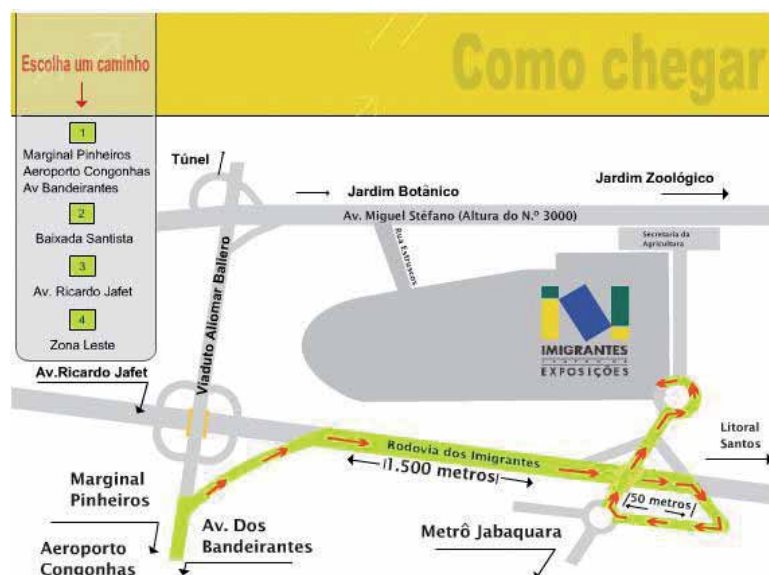 Como chegar
Escolha um caminho
1
Marginal Pinheiros
Aeroporto Congonhas
Av Bandeirantes
2
Baixada Santista
3
Av. Ricardo Jafet
4
Zona Leste
Túnel
Jardim Botânico
Jardim Zoológico
Av. Miguel Stéfano (Altura do N.º 3000)
Rua Estruscos
Secretaria da
Agricultura
Viaduto Aliomar Baliero
IMIGRANTES
EXPOSIÇÕES
Av.Ricardo Jafet
Rodovia dos Imigrantes
1.500 metros
Litoral
Santos
50 metros
Marginal
Pinheiros
Av. Dos
Bandeirantes
Metrô Jabaquara
Aeroporto
Congonhas